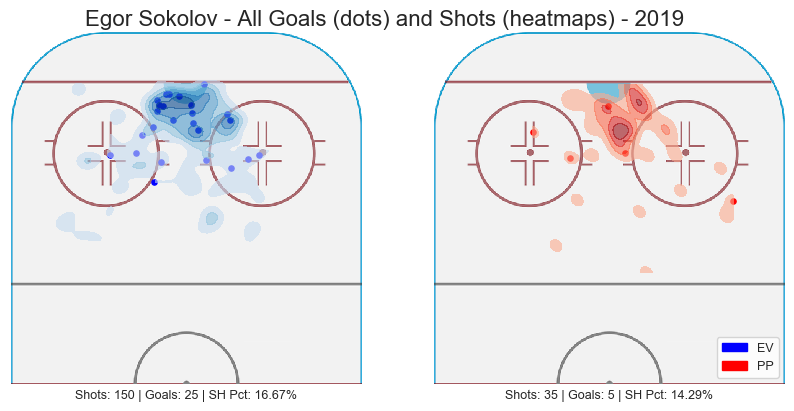 Egor Sokolov - All Goals (dots) and Shots (heatmaps) - 2019
EV
PP
Shots: 150 | Goals: 25 | SH Pct: 16.67%
Shots: 35 | Goals: 5 | SH Pct: 14.29%